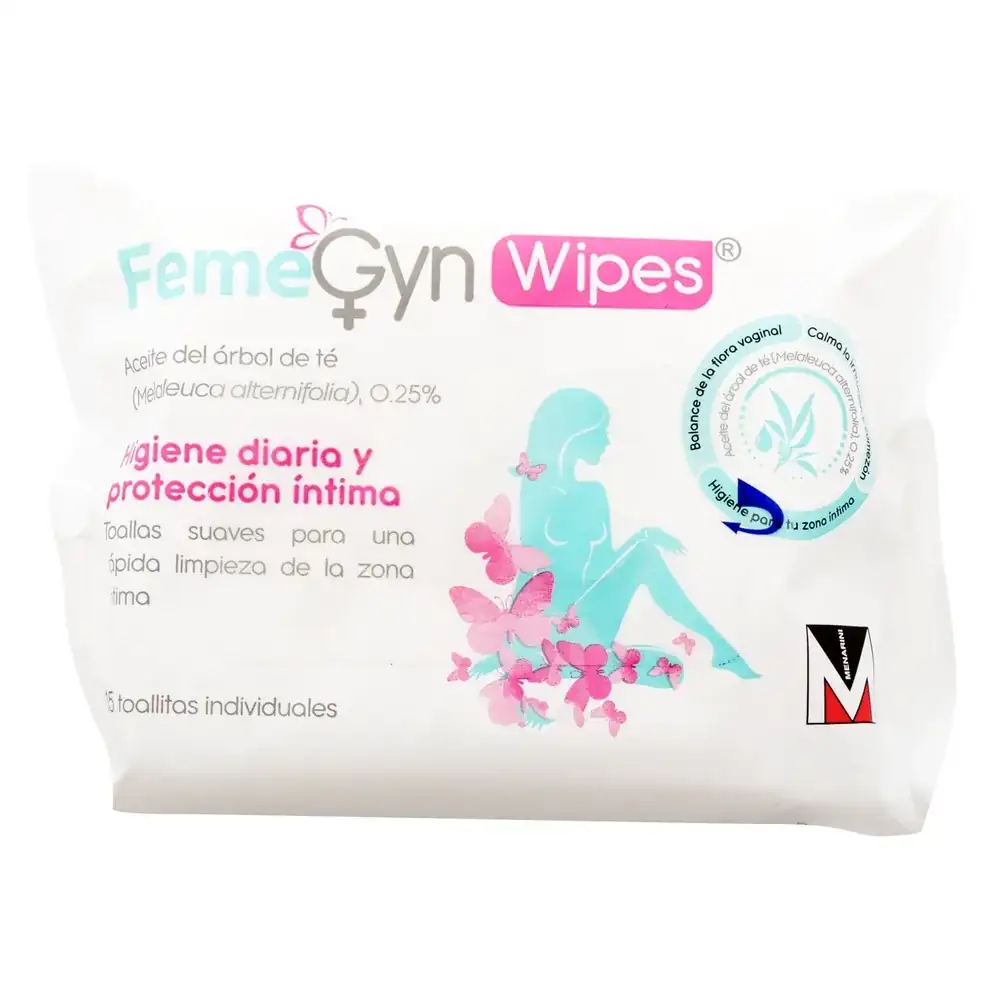 FemeGyn Wipes®
Aceite del árbol de té
(Melaleuca alternifolia), 0.25%
Higiene diaria y
protección íntima
Toallas suaves para una
rápida limpieza de la zona
íntima
15 toallitas individuales
Balance de la flora vaginal
Calma la
comezón
Higiene para tu zona íntima
Aceite del árbol de té (Melaleuca alternifolia), 0.25%
MENARINI